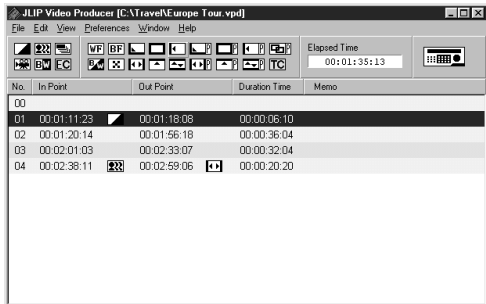 JLIP Video Producer [C:\Travel\Europe Tour.vpd]
File Edit View Preferences Window Help
WF BF P P P P
B/W EC B/W P P P TC
Elapsed Time
00:01:35:13
No. In Point Out Point Duration Time Memo
00
01 00:01:11:23 00:01:18:08 00:00:06:10
02 00:01:20:14 00:01:56:18 00:00:36:04
03 00:02:01:03 00:02:33:07 00:00:32:04
04 00:02:38:11 00:02:59:06 00:00:20:20